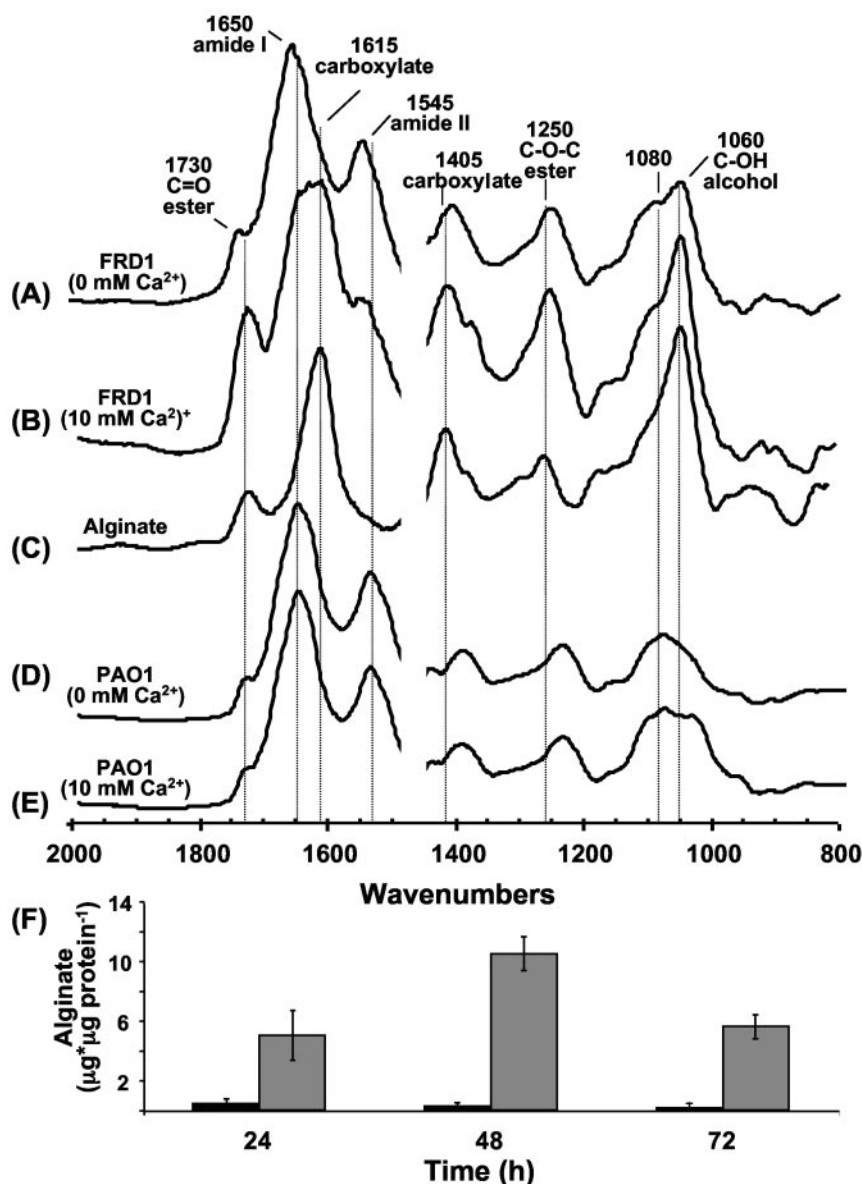 1650
amide I
1615
carboxylate
1545
amide II
1730
C=O
ester
1405
carboxylate
1250
C-O-C
ester
1080
1060
C-OH
alcohol
(A)
FRD1
(0 mM Ca²⁺)
(B)
FRD1
(10 mM Ca²)⁺
(C)
Alginate
(D)
PAO1
(0 mM Ca²⁺)
(E)
PAO1
(10 mM Ca²⁺)
2000 1800 1600 1400 1200 1000 800
Wavenumbers
(F)
Alginate
(µg*µg protein⁻¹)
14
10
6
2
24 48 72
Time (h)